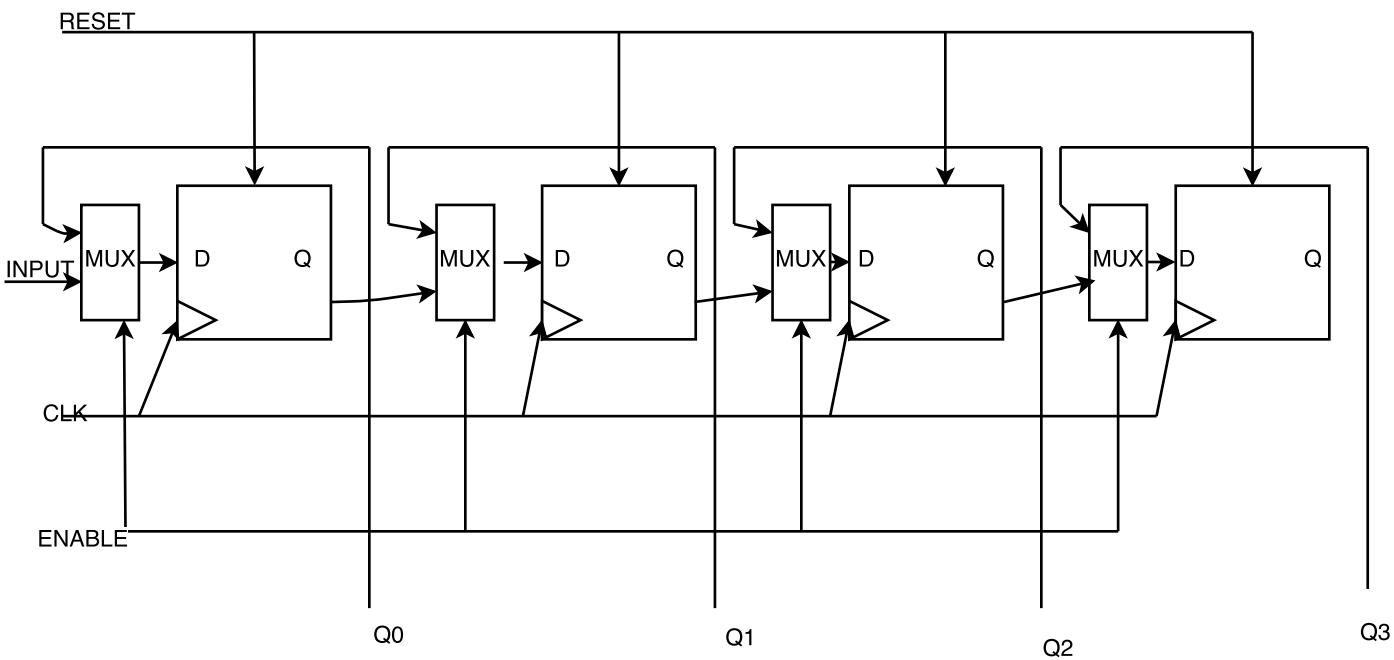 RESET
MUX
D
Q
MUX
D
Q
MUX
D
Q
MUX
D
Q
INPUT
CLK
ENABLE
Q0
Q1
Q2
Q3